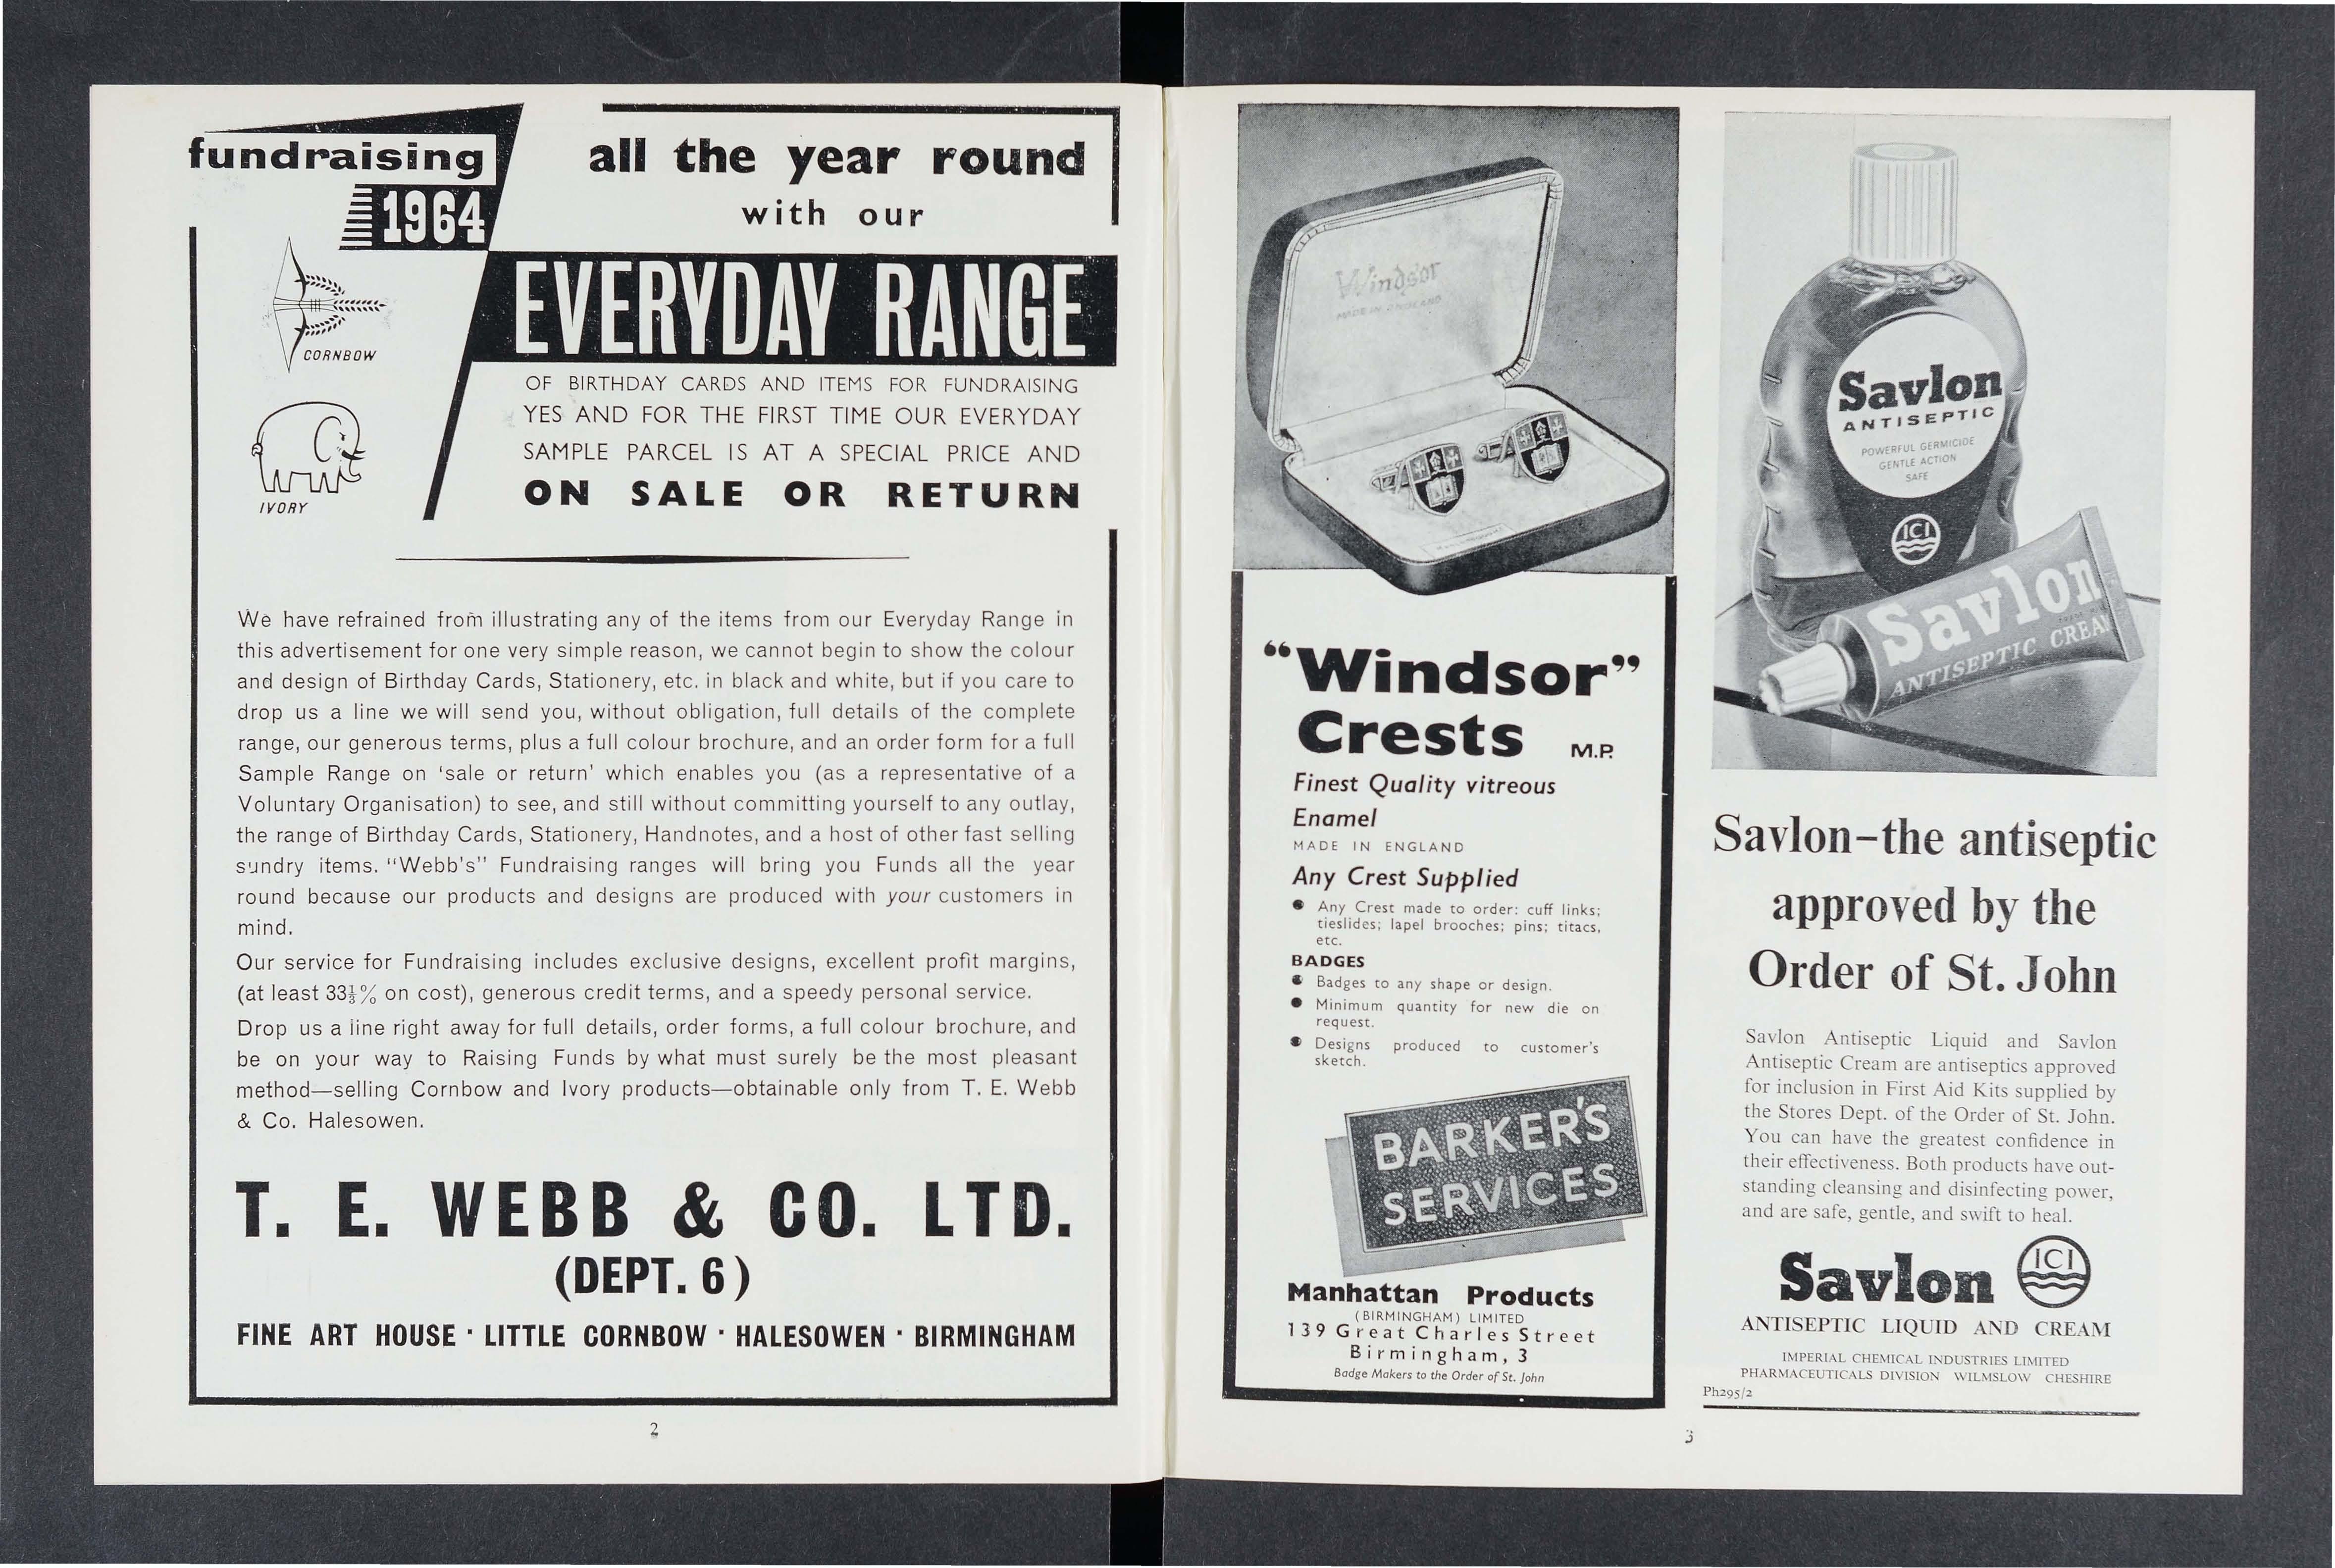 fundraising
1964
all the year round
with our
EVERYDAY RANGE
CORNBOW
IVORY
OF BIRTHDAY CARDS AND ITEMS FOR FUNDRAISING
YES AND FOR THE FIRST TIME OUR EVERYDAY
SAMPLE PARCEL IS AT A SPECIAL PRICE AND
ON SALE OR RETURN
We have refrained from illustrating any of the items from our Everyday Range in
this advertisement for one very simple reason, we cannot begin to show the colour
and design of Birthday Cards, Stationery, etc. in black and white, but if you care to
drop us a line we will send you, without obligation, full details of the complete
range, our generous terms, plus a full colour brochure, and an order form for a full
Sample Range on ‘sale or return’ which enables you (as a representative of a
Voluntary Organisation) to see, and still without committing yourself to any outlay,
the range of Birthday Cards, Stationery, Handnotes, and a host of other fast selling
sundry items. “Webb's” Fundraising ranges will bring you Funds all the year
round because our products and designs are produced with your customers in
mind.
Our service for Fundraising includes exclusive designs, excellent profit margins,
(at least 33⅓% on cost), generous credit terms, and a speedy personal service.
Drop us a line right away for full details, order forms, a full colour brochure, and
be on your way to Raising Funds by what must surely be the most pleasant
method—selling Cornbow and Ivory products—obtainable only from T. E. Webb
& Co. Halesowen.
T. E. WEBB & CO. LTD.
(DEPT. 6)
FINE ART HOUSE · LITTLE CORNBOW · HALESOWEN · BIRMINGHAM
2
Windsor
MADE IN ENGLAND
“Windsor”
Crests M.P.
Finest Quality vitreous
Enamel
MADE IN ENGLAND
Any Crest Supplied
● Any Crest made to order: cuff links;
tieslides; lapel brooches; pins; titacs,
etc.
BADGES
● Badges to any shape or design.
● Minimum quantity for new die on
request.
● Designs produced to customer's
sketch.
BARKER'S
SERVICES
Manhattan Products
(BIRMINGHAM) LIMITED
139 Great Charles Street
Birmingham, 3
Badge Makers to the Order of St. John
Savlon
ANTISEPTIC
POWERFUL GERMICIDE
GENTLE ACTION
SAFE
ICI
Savlon
ANTISEPTIC CREA
Savlon–the antiseptic
approved by the
Order of St. John
Savlon Antiseptic Liquid and Savlon
Antiseptic Cream are antiseptics approved
for inclusion in First Aid Kits supplied by
the Stores Dept. of the Order of St. John.
You can have the greatest confidence in
their effectiveness. Both products have out-
standing cleansing and disinfecting power,
and are safe, gentle, and swift to heal.
Savlon ICI
ANTISEPTIC LIQUID AND CREAM
IMPERIAL CHEMICAL INDUSTRIES LIMITED
PHARMACEUTICALS DIVISION WILMSLOW CHESHIRE
Ph295/2
3